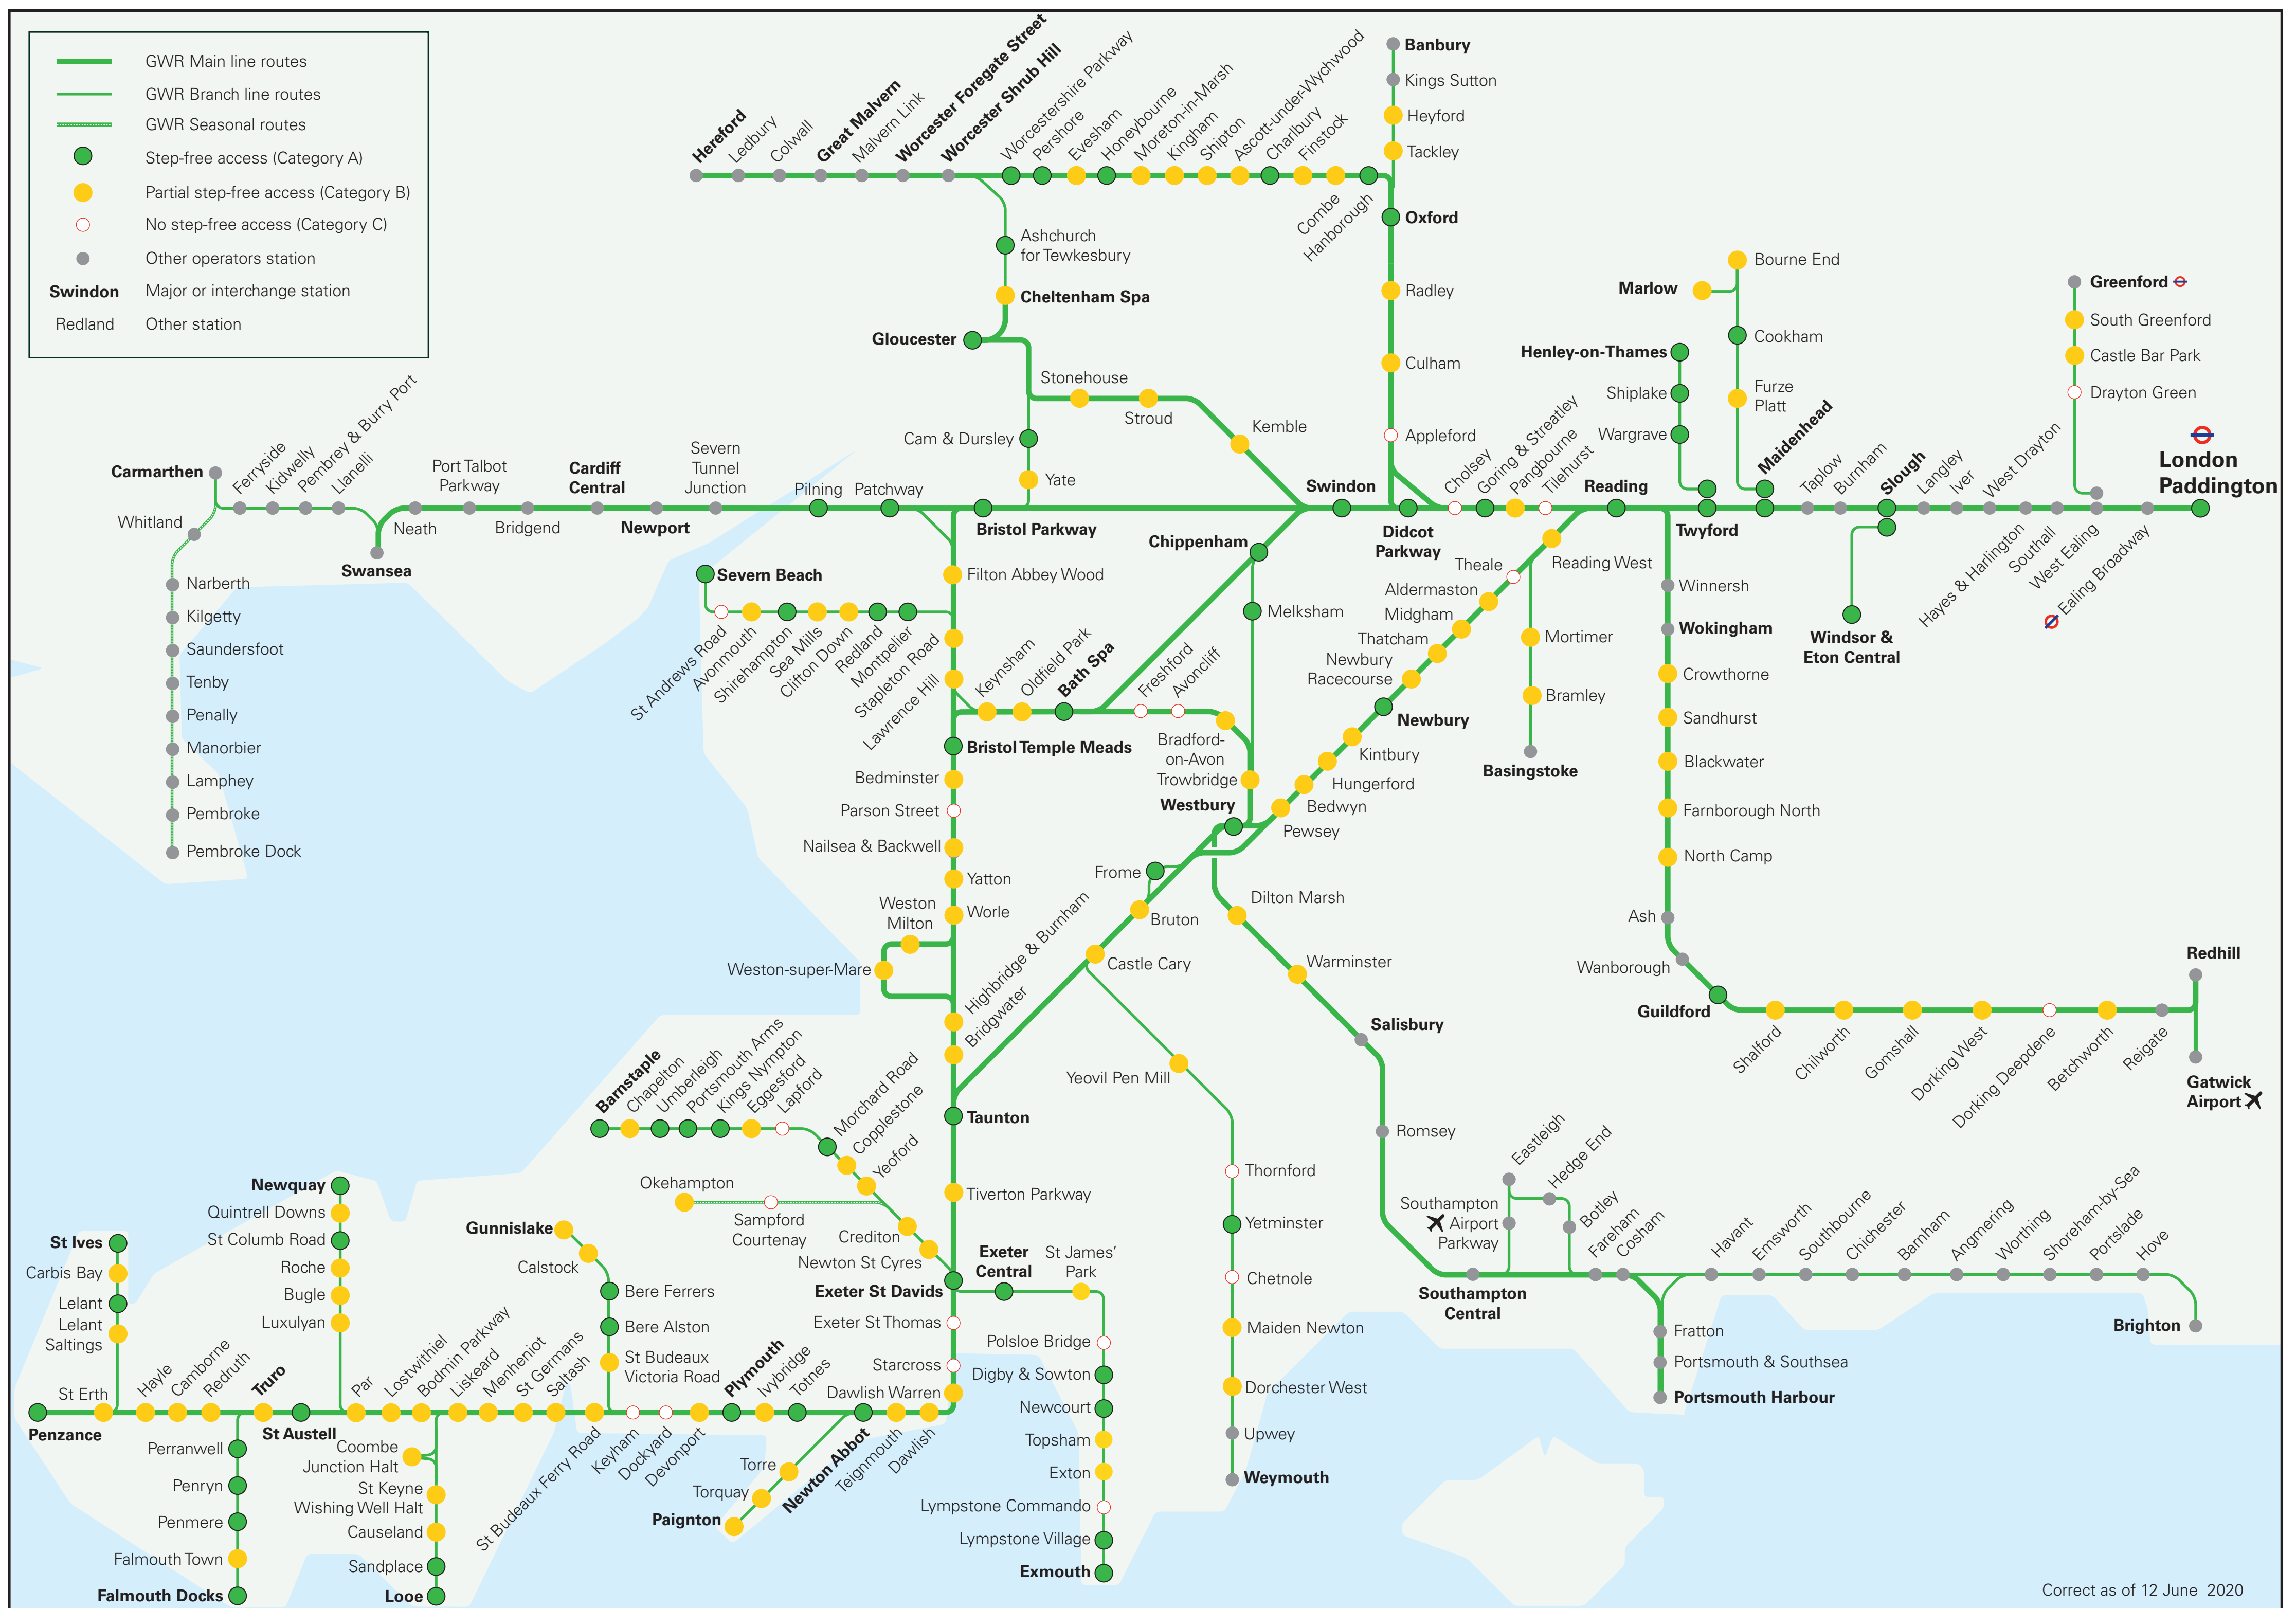 GWR Main line routes
GWR Branch line routes
GWR Seasonal routes
Step-free access (Category A)
Partial step-free access (Category B)
No step-free access (Category C)
Other operators station
Swindon Major or interchange station
Redland Other station
Hereford
Ledbury
Colwall
Great Malvern
Malvern Link
Worcester Foregate Street
Worcester Shrub Hill
Worcestershire Parkway
Pershore
Evesham
Honeybourne
Moreton-in-Marsh
Kingham
Shipton
Ascott-under-Wychwood
Charlbury
Finstock
Combe
Hanborough
Banbury
Kings Sutton
Heyford
Tackley
Oxford
Radley
Culham
Appleford
Ashchurch
for Tewkesbury
Cheltenham Spa
Gloucester
Stonehouse
Stroud
Kemble
Cam & Dursley
Yate
Marlow
Bourne End
Cookham
Furze
Platt
Maidenhead
Henley-on-Thames
Shiplake
Wargrave
Greenford
South Greenford
Castle Bar Park
Drayton Green
London
Paddington
Carmarthen
Ferryside
Kidwelly
Pembrey & Burry Port
Llanelli
Whitland
Swansea
Neath
Port Talbot
Parkway
Bridgend
Cardiff
Central
Newport
Severn
Tunnel
Junction
Pilning
Patchway
Bristol Parkway
Swindon
Didcot
Parkway
Cholsey
Goring & Streatley
Pangbourne
Tilehurst
Reading
Twyford
Taplow
Burnham
Slough
Langley
Iver
West Drayton
Hayes & Harlington
Southall
West Ealing
Ealing Broadway
Windsor &
Eton Central
Narberth
Kilgetty
Saundersfoot
Tenby
Penally
Manorbier
Lamphey
Pembroke
Pembroke Dock
Severn Beach
St Andrews Road
Avonmouth
Shirehampton
Sea Mills
Clifton Down
Redland
Montpelier
Stapleton Road
Lawrence Hill
Filton Abbey Wood
Keynsham
Oldfield Park
Bath Spa
Freshford
Avoncliff
Bradford-
on-Avon
Trowbridge
Westbury
Chippenham
Melksham
Reading West
Theale
Aldermaston
Midgham
Thatcham
Newbury
Racecourse
Newbury
Kintbury
Hungerford
Bedwyn
Pewsey
Mortimer
Bramley
Basingstoke
Winnersh
Wokingham
Crowthorne
Sandhurst
Blackwater
Farnborough North
North Camp
Ash
Wanborough
Guildford
Shalford
Chilworth
Gomshall
Dorking West
Dorking Deepdene
Betchworth
Reigate
Redhill
Gatwick
Airport
Bristol Temple Meads
Bedminster
Parson Street
Nailsea & Backwell
Yatton
Worle
Weston
Milton
Weston-super-Mare
Highbridge & Burnham
Bridgwater
Taunton
Tiverton Parkway
Frome
Bruton
Castle Cary
Dilton Marsh
Warminster
Salisbury
Romsey
Yeovil Pen Mill
Thornford
Yetminster
Chetnole
Maiden Newton
Dorchester West
Upwey
Weymouth
Eastleigh
Hedge End
Botley
Southampton
Airport
Parkway
Southampton
Central
Fareham
Cosham
Havant
Emsworth
Southbourne
Chichester
Barnham
Angmering
Worthing
Shoreham-by-Sea
Portslade
Hove
Brighton
Fratton
Portsmouth & Southsea
Portsmouth Harbour
Barnstaple
Chapelton
Umberleigh
Portsmouth Arms
Kings Nympton
Eggesford
Lapford
Morchard Road
Copplestone
Yeoford
Okehampton
Sampford
Courtenay
Crediton
Newton St Cyres
Exeter St Davids
Exeter
Central
St James'
Park
Polsloe Bridge
Digby & Sowton
Newcourt
Topsham
Exton
Lympstone Commando
Lympstone Village
Exmouth
Exeter St Thomas
Starcross
Dawlish Warren
Dawlish
Teignmouth
Newton Abbot
Torre
Torquay
Paignton
Totnes
Ivybridge
Plymouth
Devonport
Dockyard
Keyham
St Budeaux Ferry Road
Gunnislake
Calstock
Bere Ferrers
Bere Alston
St Budeaux
Victoria Road
Saltash
St Germans
Menheniot
Liskeard
Bodmin Parkway
Lostwithiel
Par
Newquay
Quintrell Downs
St Columb Road
Roche
Bugle
Luxulyan
Coombe
Junction Halt
St Keyne
Wishing Well Halt
Causeland
Sandplace
Looe
St Austell
Truro
Perranwell
Penryn
Penmere
Falmouth Town
Falmouth Docks
Redruth
Camborne
Hayle
St Erth
St Ives
Carbis Bay
Lelant
Lelant
Saltings
Penzance
Correct as of 12 June 2020